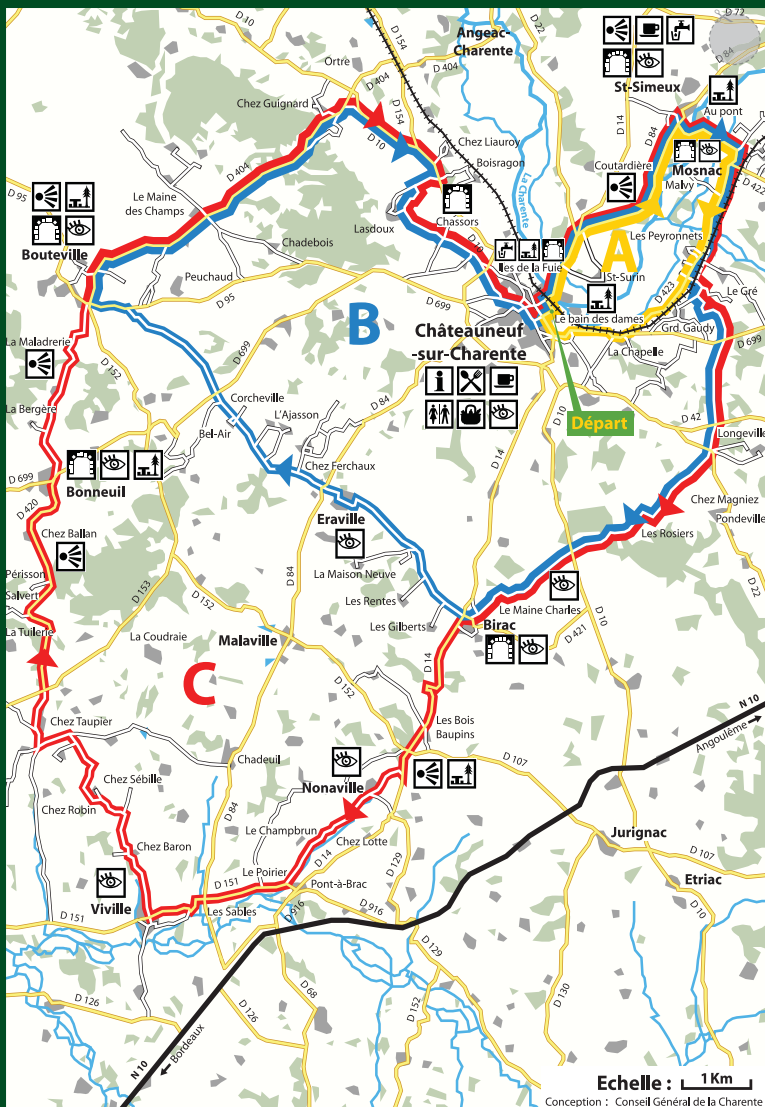 D 72
D 10
D 154
Angeac-
Charente
D 22
D 84
Ortre
D 404
St-Simeux
Au pont
Chez Guignard
D 154
D 14
D 84
D 10
Chez Liauroy
Boisragon
Coutardière
Mosnac
Malvy
D 422
D 404
D 95
Le Maine
des Champs
La Charente
Chassors
Lasdoux
Les Peyronnets
A
Bouteville
Chadebois
D 10
Iles de la Fuie
St-Surin
Peuchaud
D 95
D 699
Le bain des dames
D 423
Le Gré
B
Châteauneuf
-sur-Charente
Grd. Gaudy
D 699
La Chapelle
La Maladrerie
D 152
D 699
Corcheville
L'Ajasson
D 84
D 10
Départ
D 42
La Bergère
Bel-Air
Longeville
D 14
D 699
Bonneuil
Chez Ferchaux
D 420
Eraville
Chez Magniez
Pondeville
Chez Ballan
Les Rosiers
La Maison Neuve
Périsson
D 153
D 84
D 22
Salvert
D 152
Les Rentes
Le Maine Charles
D 10
La Tuilerie
La Coudraie
Malaville
Les Gilberts
Birac
D 421
D 14
C
D 152
N 10
Angoulême
Chez Taupier
Les Bois
Baupins
Chadeuil
D 107
Chez Sébille
Nonaville
Chez Robin
D 84
Le Champbrun
Chez Lotte
Jurignac
Chez Baron
D 14
D 129
D 107
Le Poirier
Etriac
Viville
D 151
Pont-à-Brac
D 151
Les Sables
D 916
D 916
D 10
D 129
D 126
D 126
D 68
D 152
D 130
Bordeaux
N 10
Echelle :
1 Km
Conception : Conseil Général de la Charente